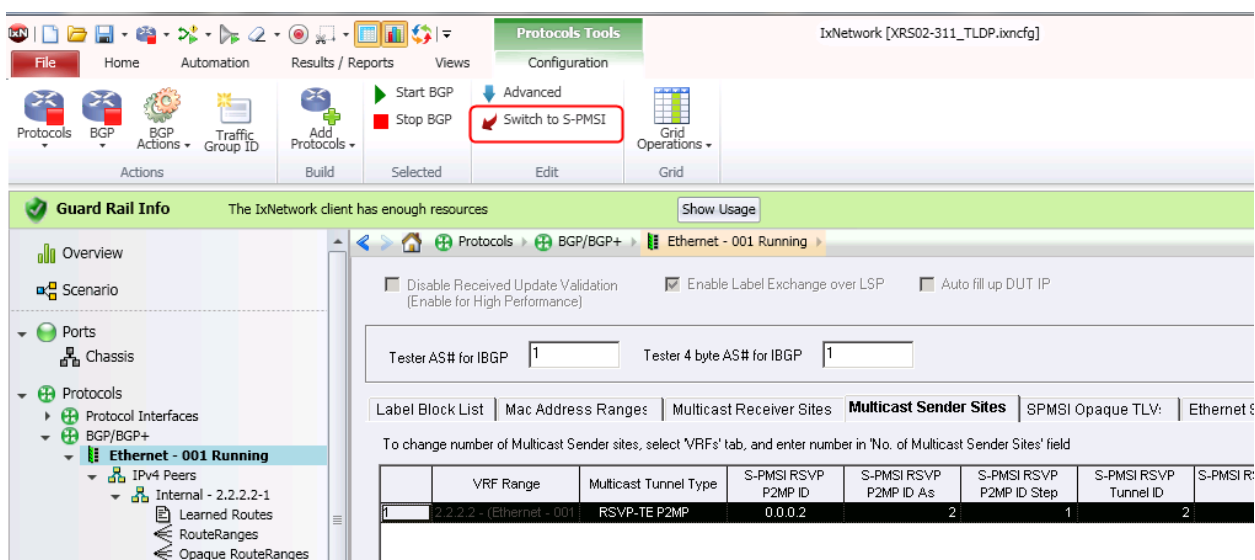 IxN
Protocols Tools
IxNetwork [XRS02-311_TLDP.ixncfg]
File Home Automation Results / Reports Views Configuration
Protocols
BGP
BGP Actions
Traffic Group ID
Actions
Add Protocols
Build
Start BGP
Stop BGP
Selected
Advanced
Switch to S-PMSI
Edit
Grid Operations
Grid
Guard Rail Info The IxNetwork client has enough resources Show Usage
Overview
Scenario
Ports
Chassis
Protocols
Protocol Interfaces
BGP/BGP+
Ethernet - 001 Running
IPv4 Peers
Internal - 2.2.2.2-1
Learned Routes
RouteRanges
Opaque RouteRanges
Protocols BGP/BGP+ Ethernet - 001 Running
Disable Received Update Validation
(Enable for High Performance)
Enable Label Exchange over LSP
Auto fill up DUT IP
Tester AS# for IBGP 1 Tester 4 byte AS# for IBGP 1
Label Block List Mac Address Ranges Multicast Receiver Sites Multicast Sender Sites SPMSI Opaque TLV: Ethernet S
To change number of Multicast Sender sites, select 'VRFs' tab, and enter number in 'No. of Multicast Sender Sites' field
VRF Range
Multicast Tunnel Type
S-PMSI RSVP P2MP ID
S-PMSI RSVP P2MP ID As
S-PMSI RSVP P2MP ID Step
S-PMSI RSVP Tunnel ID
S-PMSI RS
1 2.2.2.2 - (Ethernet - 001 RSVP-TE P2MP 0.0.0.2 2 1 2